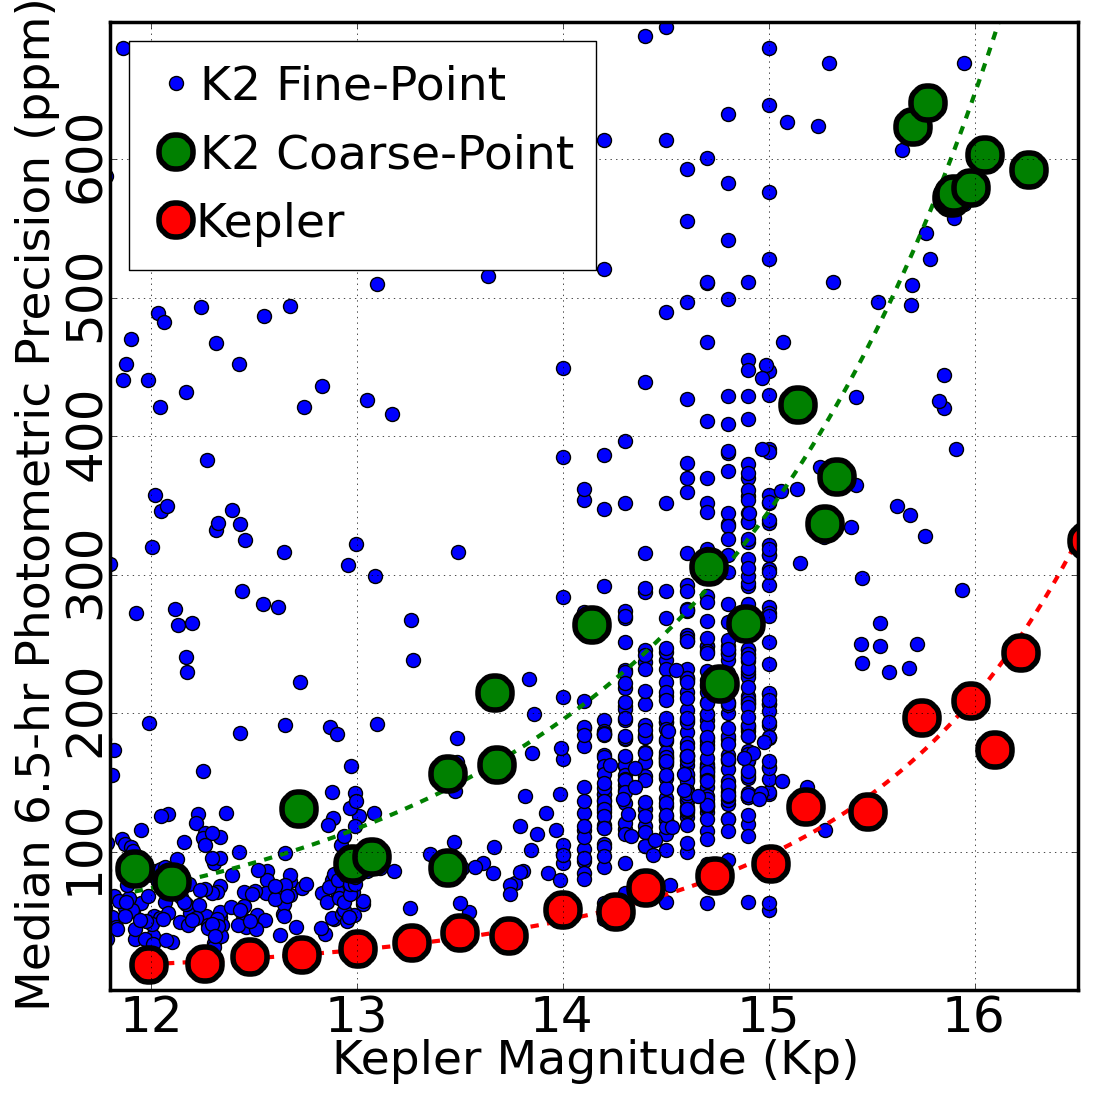 Median 6.5-hr Photometric Precision (ppm)
600
500
400
300
200
100
K2 Fine-Point
K2 Coarse-Point
Kepler
12 13 14 15 16
Kepler Magnitude (Kp)